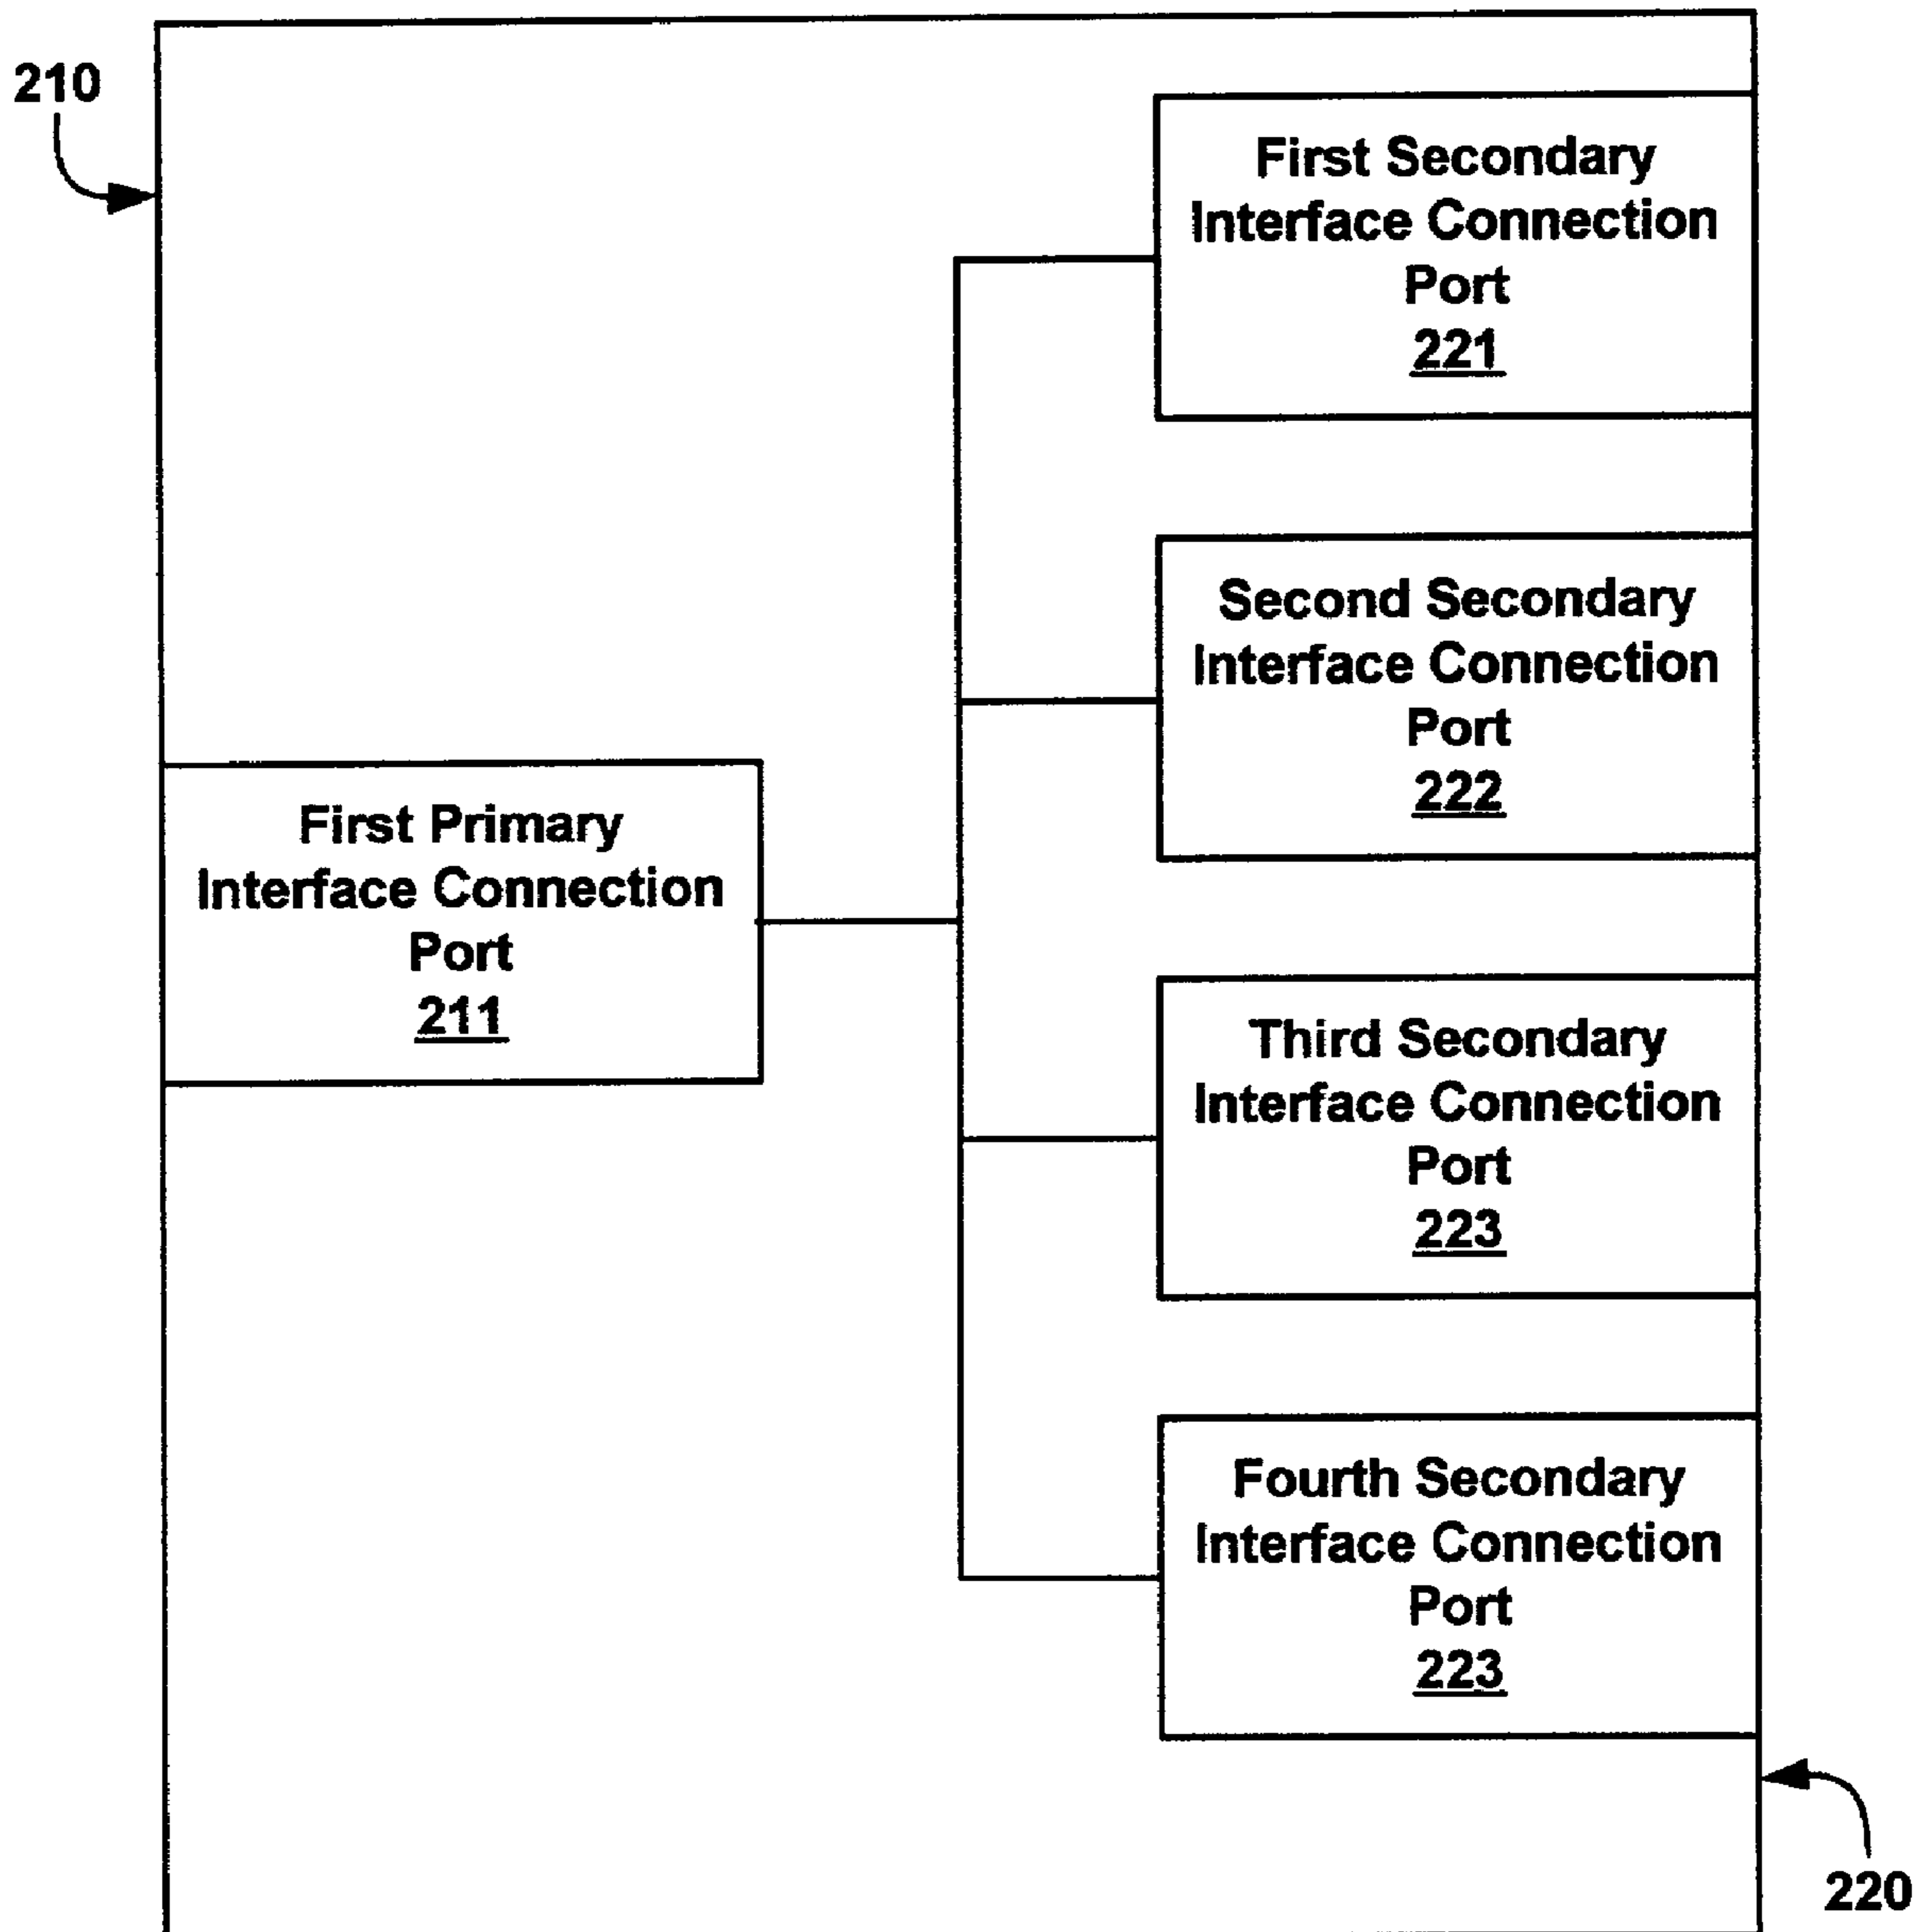 210
First Secondary
Interface Connection
Port
221
Second Secondary
Interface Connection
Port
222
First Primary
Interface Connection
Port
211
Third Secondary
Interface Connection
Port
223
Fourth Secondary
Interface Connection
Port
223
220